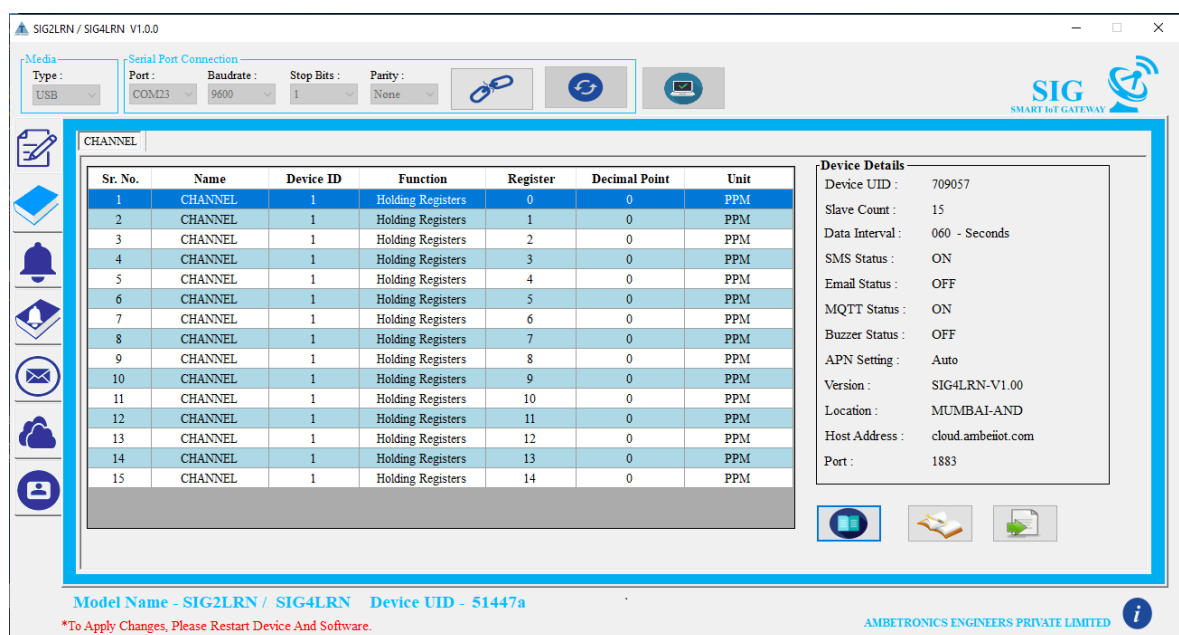 SIG2LRN / SIG4LRN V1.0.0
Media
Type :
USB
Serial Port Connection
Port : Baudrate : Stop Bits : Parity :
COM23 9600 1 None
SIG
SMART IoT GATEWAY
CHANNEL
Sr. No. Name Device ID Function Register Decimal Point Unit
1 CHANNEL 1 Holding Registers 0 0 PPM
2 CHANNEL 1 Holding Registers 1 0 PPM
3 CHANNEL 1 Holding Registers 2 0 PPM
4 CHANNEL 1 Holding Registers 3 0 PPM
5 CHANNEL 1 Holding Registers 4 0 PPM
6 CHANNEL 1 Holding Registers 5 0 PPM
7 CHANNEL 1 Holding Registers 6 0 PPM
8 CHANNEL 1 Holding Registers 7 0 PPM
9 CHANNEL 1 Holding Registers 8 0 PPM
10 CHANNEL 1 Holding Registers 9 0 PPM
11 CHANNEL 1 Holding Registers 10 0 PPM
12 CHANNEL 1 Holding Registers 11 0 PPM
13 CHANNEL 1 Holding Registers 12 0 PPM
14 CHANNEL 1 Holding Registers 13 0 PPM
15 CHANNEL 1 Holding Registers 14 0 PPM
Device Details
Device UID : 709057
Slave Count : 15
Data Interval : 060 - Seconds
SMS Status : ON
Email Status : OFF
MQTT Status : ON
Buzzer Status : OFF
APN Setting : Auto
Version : SIG4LRN-V1.00
Location : MUMBAI-AND
Host Address : cloud.ambeiiot.com
Port : 1883
Model Name - SIG2LRN / SIG4LRN Device UID - 51447a
*To Apply Changes, Please Restart Device And Software.
AMBETRONICS ENGINEERS PRIVATE LIMITED
i